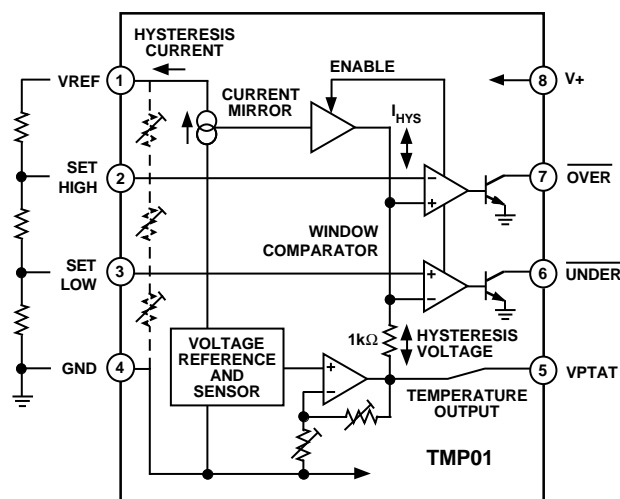 HYSTERESIS
CURRENT
VREF
1
CURRENT
MIRROR
ENABLE
I_HYS
8
V+
SET
HIGH
2
7
OVER
WINDOW
COMPARATOR
SET
LOW
3
6
UNDER
1kΩ
HYSTERESIS
VOLTAGE
GND
4
VOLTAGE
REFERENCE
AND
SENSOR
5
VPTAT
TEMPERATURE
OUTPUT
TMP01